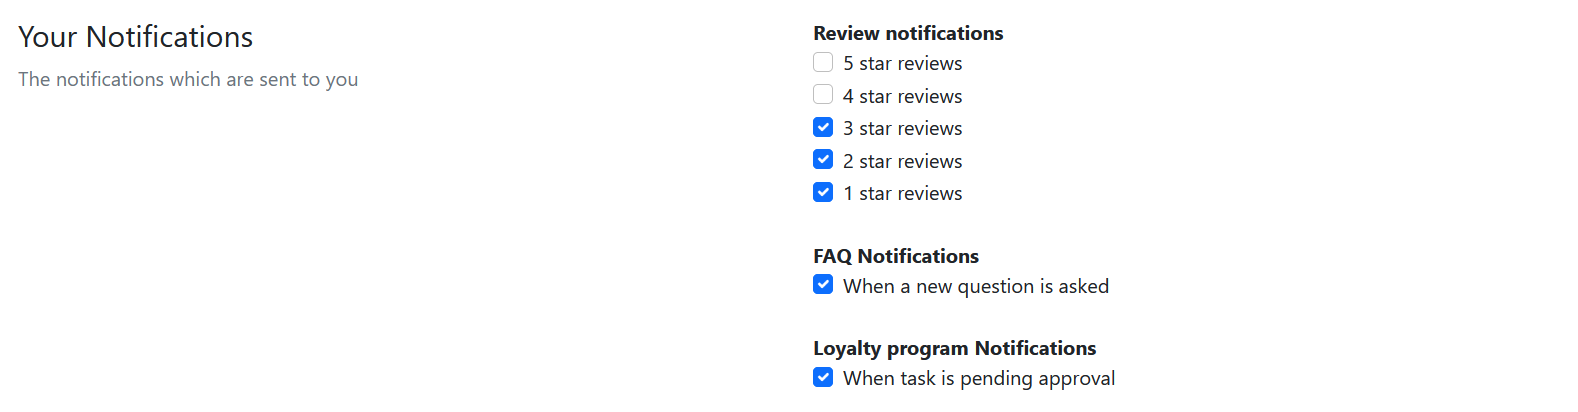 Your Notifications
The notifications which are sent to you
Review notifications
5 star reviews
4 star reviews
3 star reviews
2 star reviews
1 star reviews
FAQ Notifications
When a new question is asked
Loyalty program Notifications
When task is pending approval